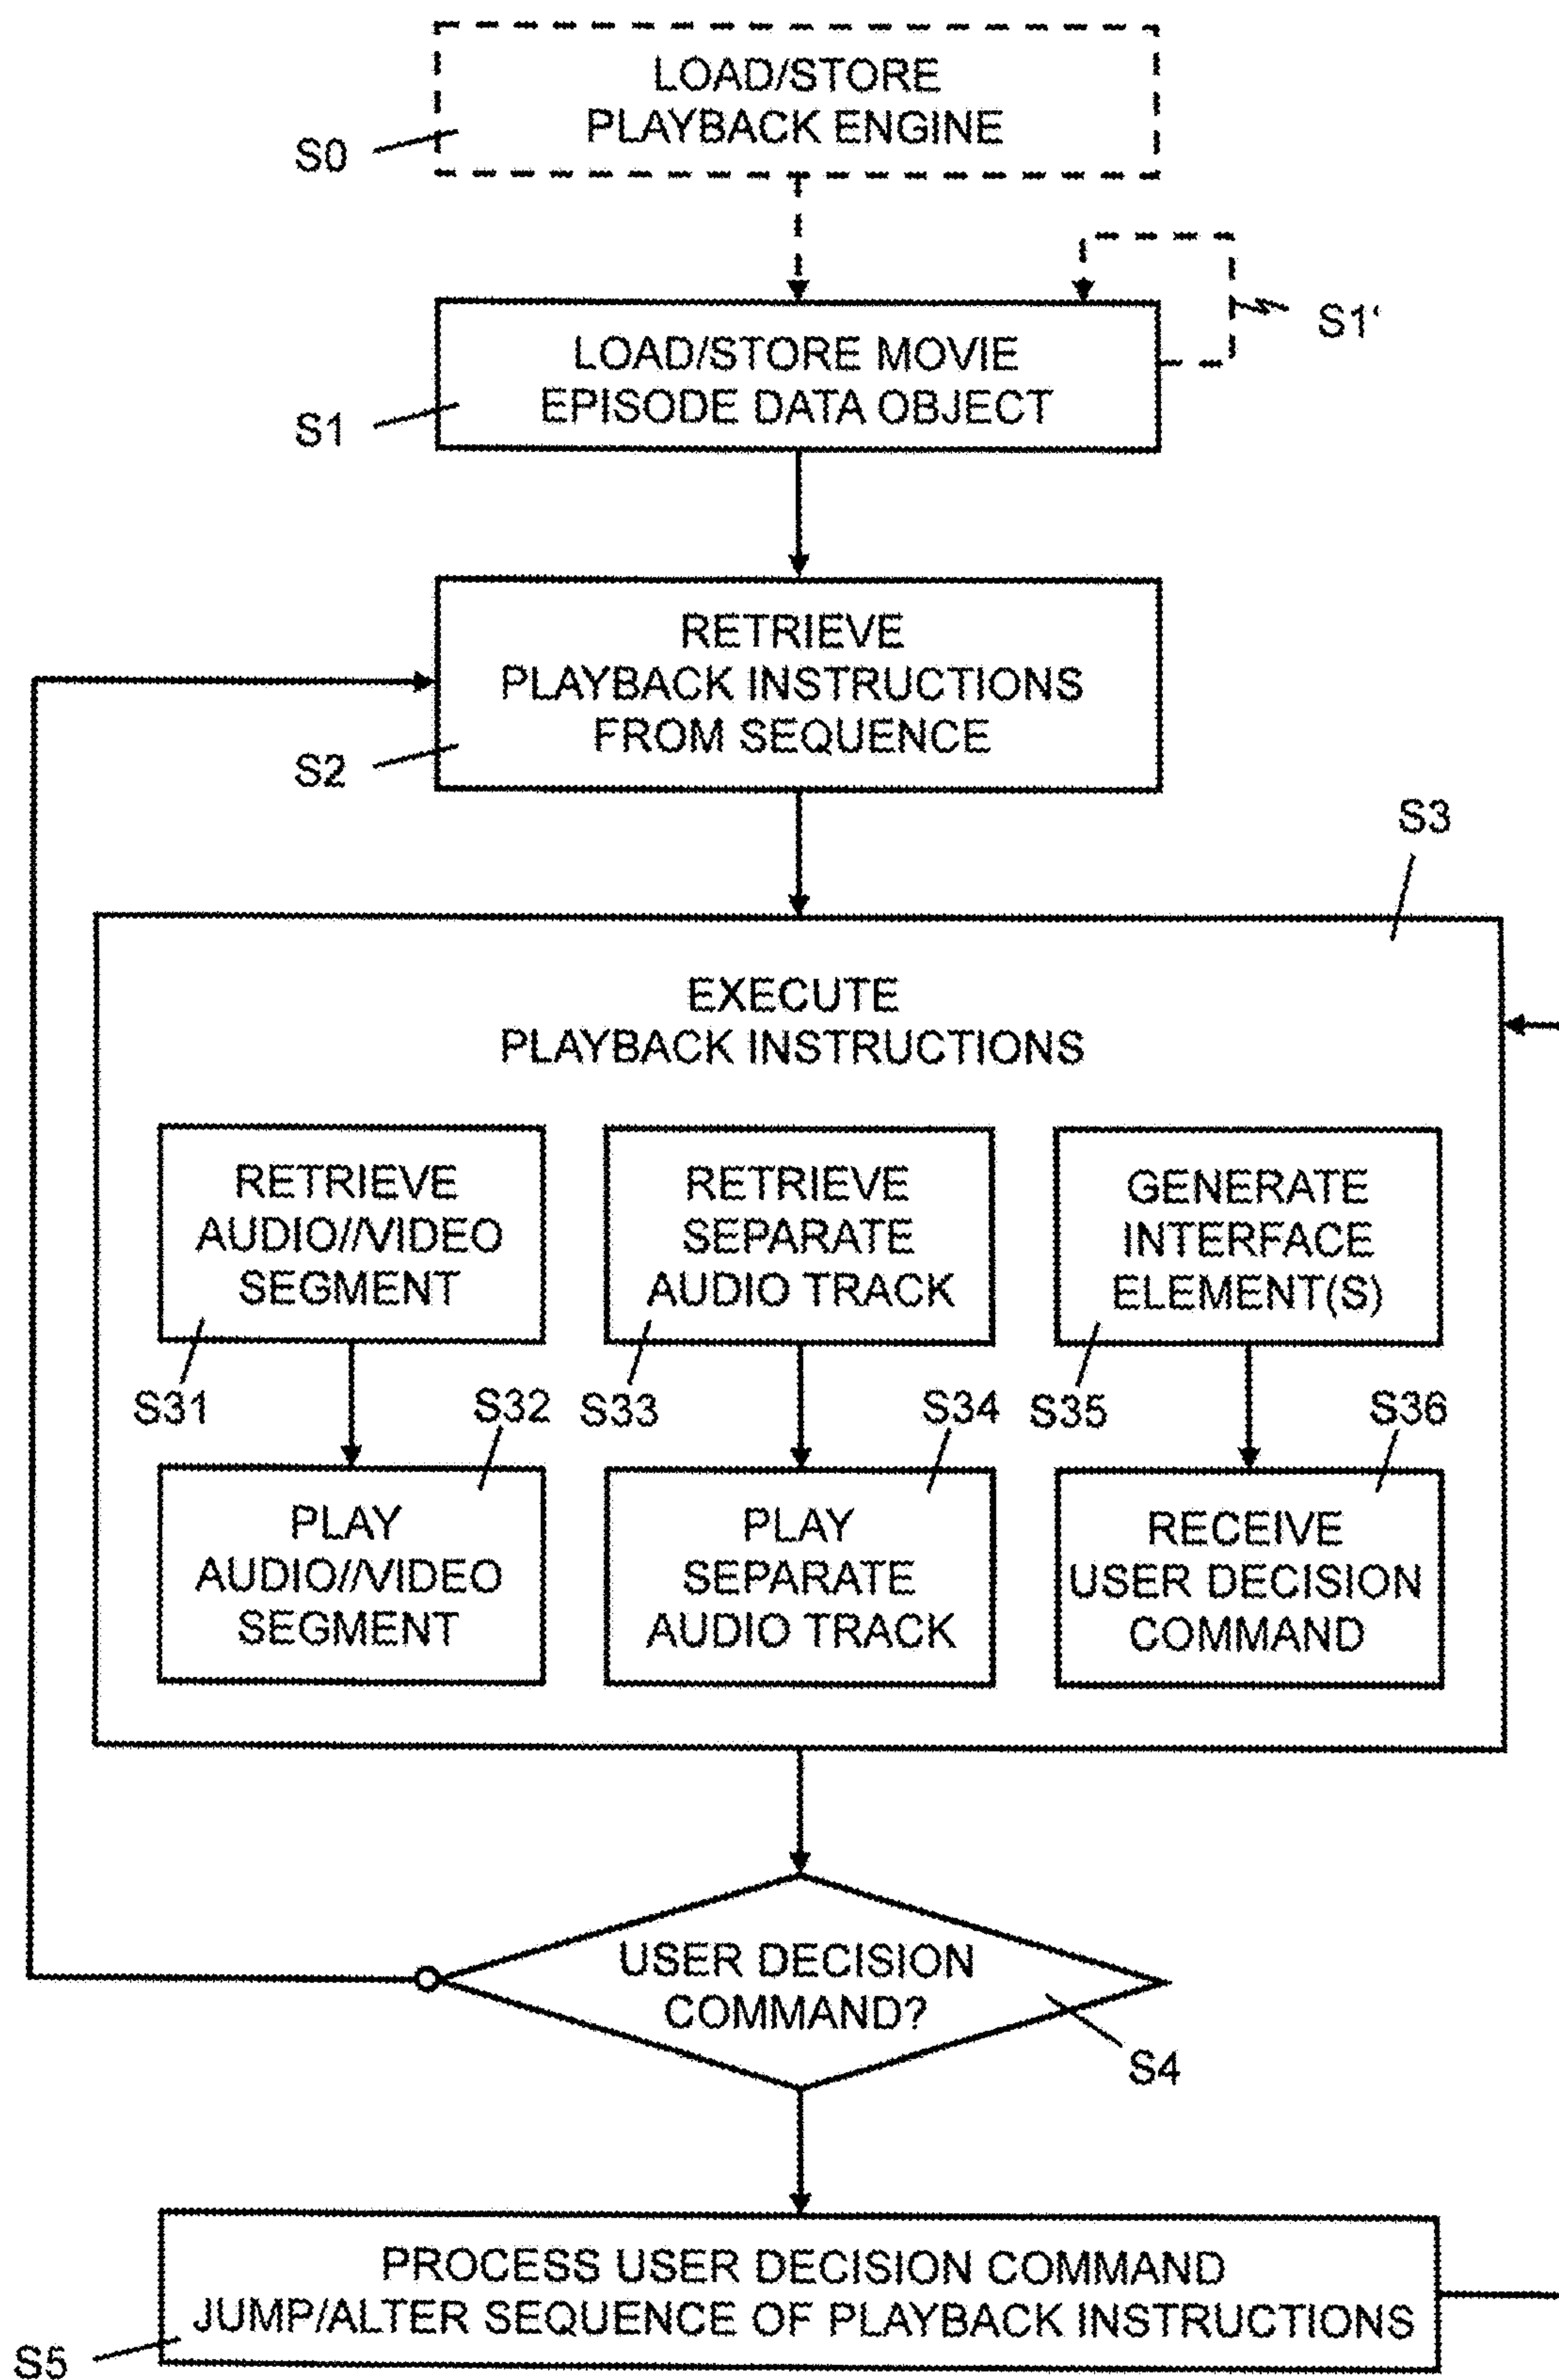 LOAD/STORE
PLAYBACK ENGINE
S0
S1'
LOAD/STORE MOVIE
EPISODE DATA OBJECT
S1
RETRIEVE
PLAYBACK INSTRUCTIONS
FROM SEQUENCE
S2
S3
EXECUTE
PLAYBACK INSTRUCTIONS
RETRIEVE
AUDIO//VIDEO
SEGMENT
RETRIEVE
SEPARATE
AUDIO TRACK
GENERATE
INTERFACE
ELEMENT(S)
S31
S32
S33
S34
S35
S36
PLAY
AUDIO//VIDEO
SEGMENT
PLAY
SEPARATE
AUDIO TRACK
RECEIVE
USER DECISION
COMMAND
USER DECISION
COMMAND?
S4
PROCESS USER DECISION COMMAND
JUMP/ALTER SEQUENCE OF PLAYBACK INSTRUCTIONS
S5